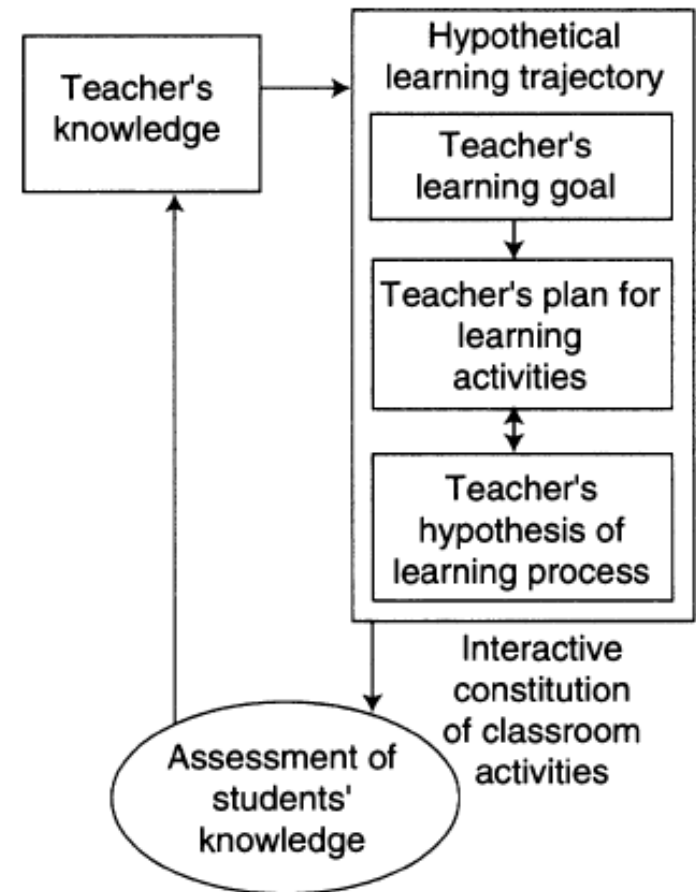 Teacher's
knowledge
Hypothetical
learning trajectory
Teacher's
learning goal
Teacher's plan for
learning
activities
Teacher's
hypothesis of
learning process
Interactive
constitution
of classroom
activities
Assessment of
students'
knowledge